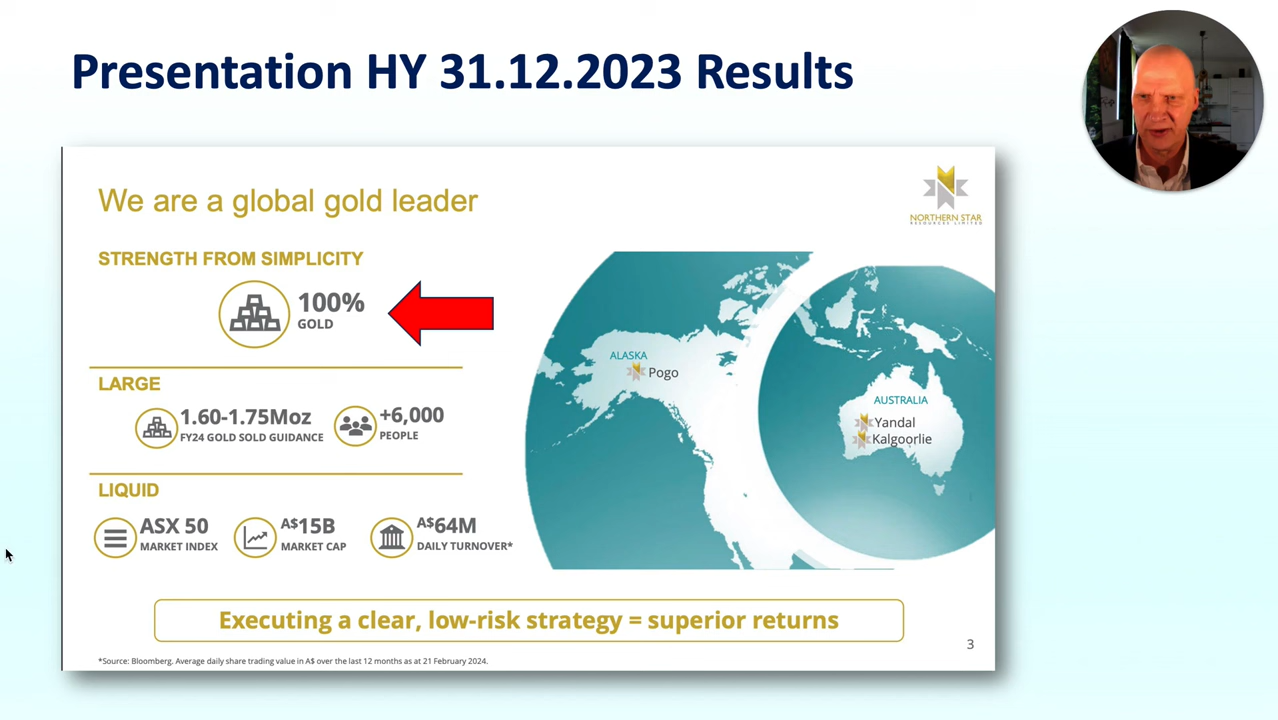 Presentation HY 31.12.2023 Results
We are a global gold leader
NORTHERN STAR
RESOURCES LIMITED
STRENGTH FROM SIMPLICITY
100%
GOLD
LARGE
1.60-1.75Moz
FY24 GOLD SOLD GUIDANCE
+6,000
PEOPLE
LIQUID
ASX 50
MARKET INDEX
A$15B
MARKET CAP
A$64M
DAILY TURNOVER*
ALASKA
Pogo
AUSTRALIA
Yandal
Kalgoorlie
Executing a clear, low-risk strategy = superior returns
3
*Source: Bloomberg. Average daily share trading value in A$ over the last 12 months as at 21 February 2024.